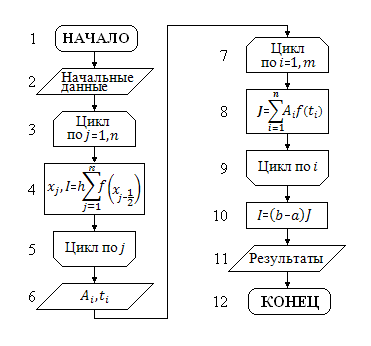 1 НАЧАЛО
2 Начальные
данные
3 Цикл
по j=1,n
4 x_j, I=h∑_{j=1}^{n} f(x_{j-1/2})
5 Цикл по j
6 A_i, t_i
7 Цикл
по i=1,m
8 J=∑_{i=1}^{n} A_i f(t_i)
9 Цикл по i
10 I=(b-a)J
11 Результаты
12 КОНЕЦ